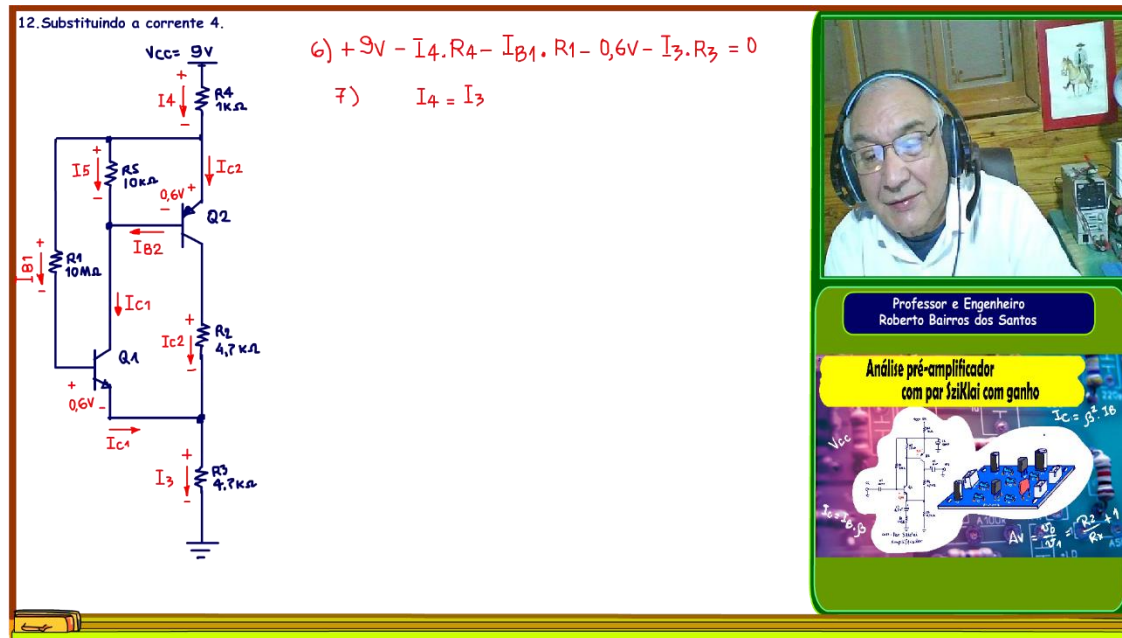 12.Substituindo a corrente 4.
Vcc= 9V
6) +9V - I4.R4 - IB1.R1 - 0,6V - I3.R3 = 0
7) I4 = I3
+
I4
-
R4
1KΩ
+
I5
-
R5
10KΩ
IC2
0,6V +
-
Q2
IB2
+
IB1
-
R1
10MΩ
IC1
+
IC2
-
R2
4,7KΩ
Q1
+
0,6V -
IC1
+
I3
-
R3
4,7KΩ
Professor e Engenheiro
Roberto Bairros dos Santos
Análise pré-amplificador
com par SziKlai com ganho
IC = β². IB
Vcc
IC = IB.β
AV = v0/v1 = R2/Rx + 1